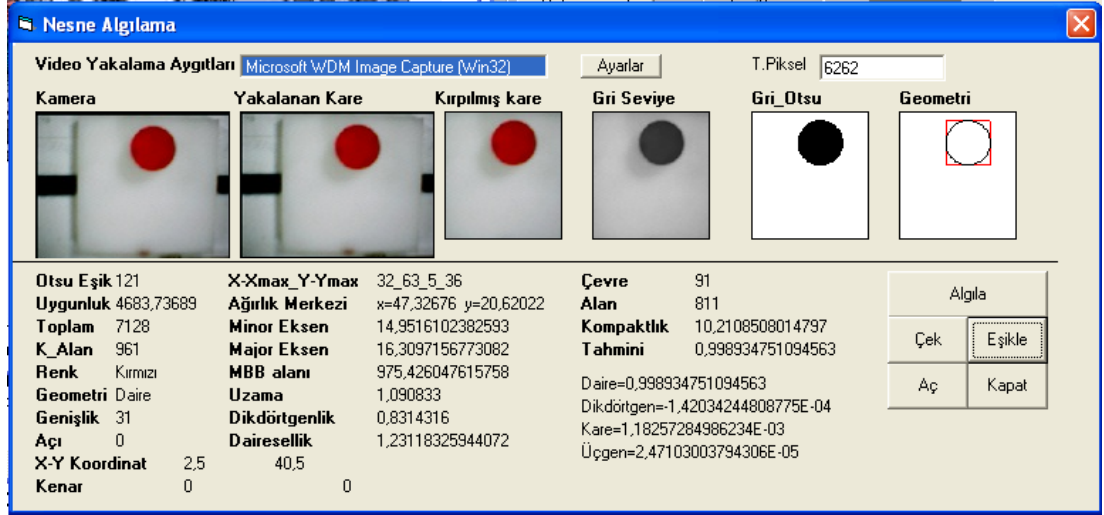 Nesne Algılama
Video Yakalama Aygıtları Microsoft WDM Image Capture (Win32) Ayarlar T.Piksel 6262
Kamera Yakalanan Kare Kırpılmış kare Gri Seviye Gri_Otsu Geometri
Otsu Eşik 121 X-Xmax_Y-Ymax 32_63_5_36 Çevre 91
Uygunluk 4683,73689 Ağırlık Merkezi x=47,32676 y=20,62022 Alan 811
Toplam 7128 Minor Eksen 14,9516102382593 Kompaktlık 10,2108508014797
K_Alan 961 Major Eksen 16,3097156773082 Tahmini 0,998934751094563
Renk Kırmızı MBB alanı 975,426047615758
Geometri Daire Uzama 1,090833
Genişlik 31 Dikdörtgenlik 0,8314316
Açı 0 Dairesellik 1,23118325944072
X-Y Koordinat 2,5 40,5
Kenar 0 0
Daire=0,998934751094563
Dikdörtgen=-1,42034244808775E-04
Kare=1,18257284986234E-03
Üçgen=2,47103003794306E-05
Algıla
Çek Eşikle
Aç Kapat